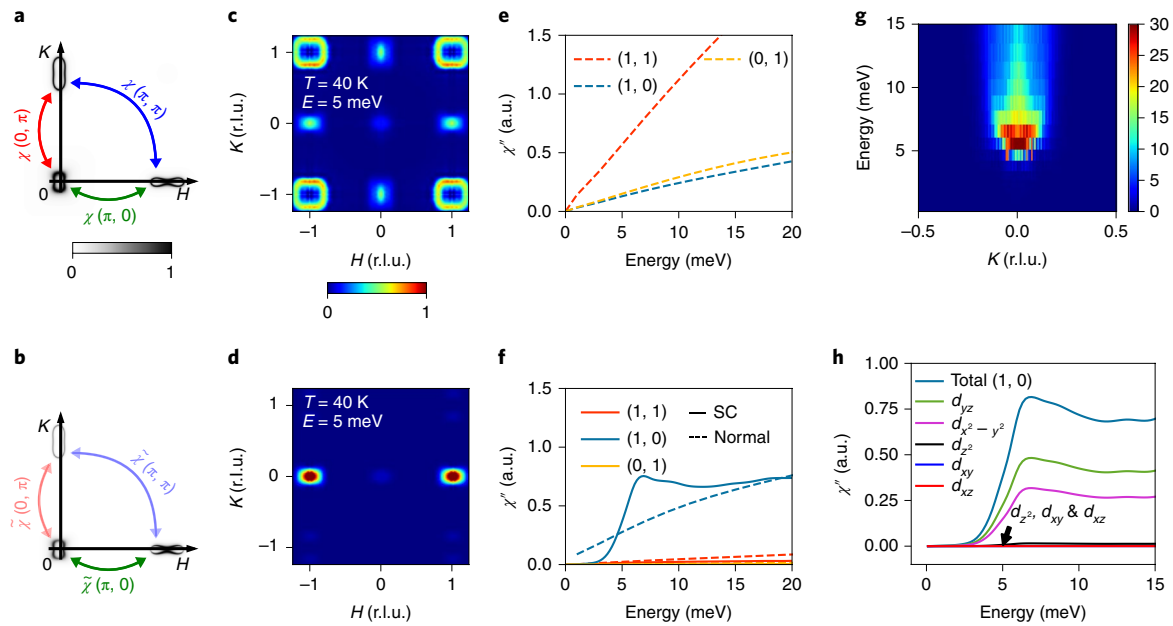 a
K
χ(0, π)
χ(π, π)
0
H
χ(π, 0)
0 1
c
1
0
−1
K (r.l.u.)
T = 40 K
E = 5 meV
−1 0 1
H (r.l.u.)
0 1
e
1.5
1.0
0.5
0.0
χ″ (a.u.)
(1, 1)
(0, 1)
(1, 0)
0 5 10 15 20
Energy (meV)
g
15
10
5
Energy (meV)
−0.5 0.0 0.5
K (r.l.u.)
30
25
20
15
10
5
0
b
K
χ̃(0, π)
χ̃(π, π)
0
H
χ̃(π, 0)
d
1
0
−1
K (r.l.u.)
T = 40 K
E = 5 meV
−1 0 1
H (r.l.u.)
f
1.5
1.0
0.5
0.0
χ″ (a.u.)
(1, 1) SC
(1, 0) Normal
(0, 1)
0 5 10 15 20
Energy (meV)
h
1.00
0.75
0.50
0.25
0.00
χ″ (a.u.)
Total (1, 0)
d_yz
d_x² − y²
d_z²
d_xy
d_xz
d_z², d_xy & d_xz
0 5 10 15
Energy (meV)